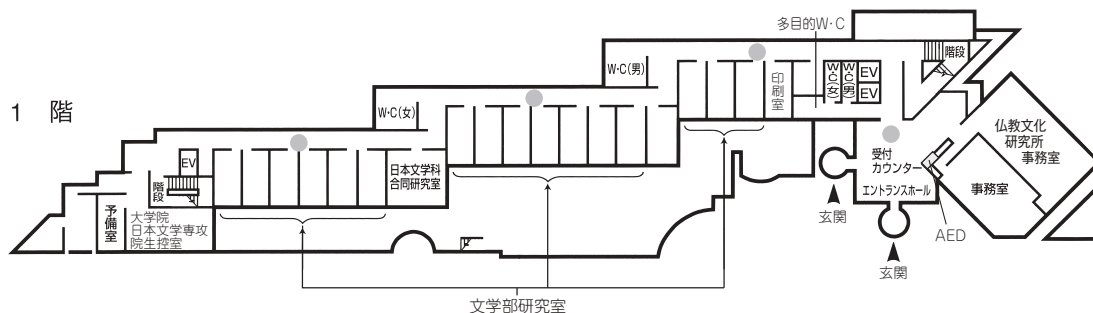 1 階
多目的W・C
W・C(男)
W・C(女)
印刷室
W・C(女)
W・C(男)
EV
EV
階段
仏教文化
研究所
事務室
事務室
受付
カウンター
エントランスホール
玄関
玄関
AED
EV
階段
日本文学科
合同研究室
予備室
大学院
日本文学専攻
院生控室
文学部研究室